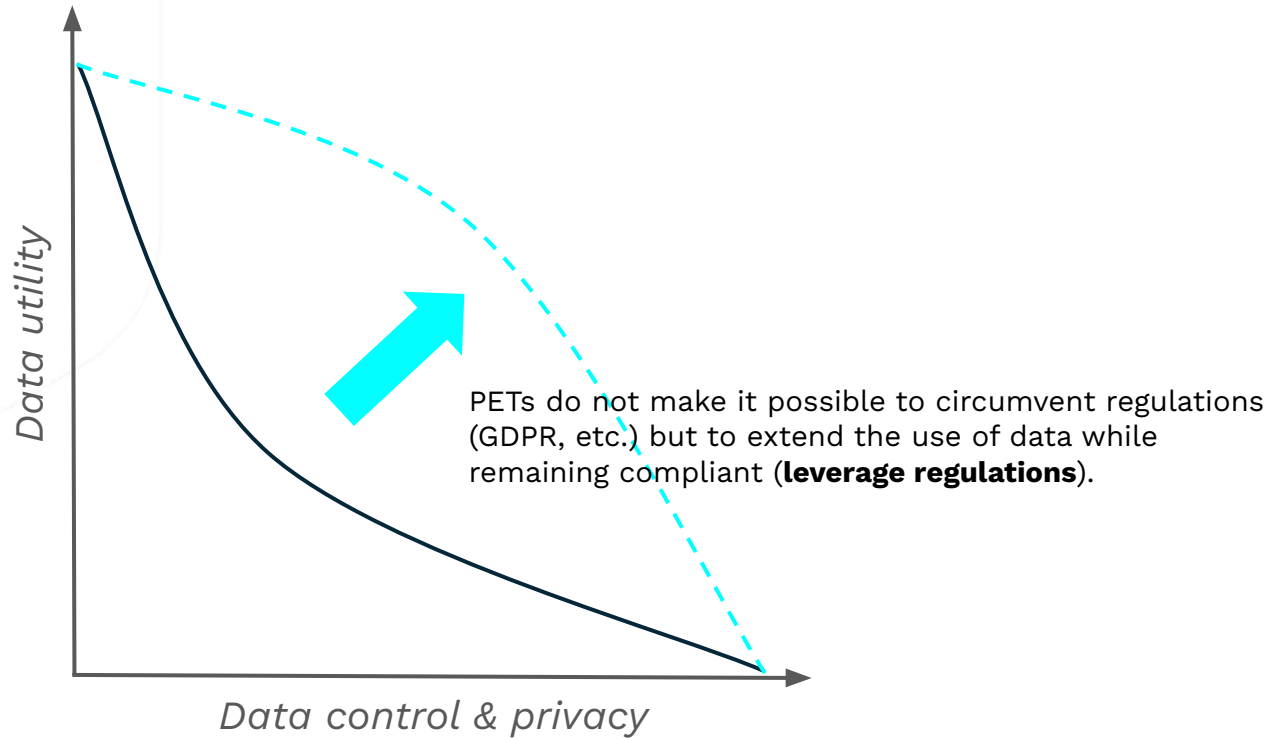 Data utility
PETs do not make it possible to circumvent regulations
(GDPR, etc.) but to extend the use of data while
remaining compliant (leverage regulations).
Data control & privacy